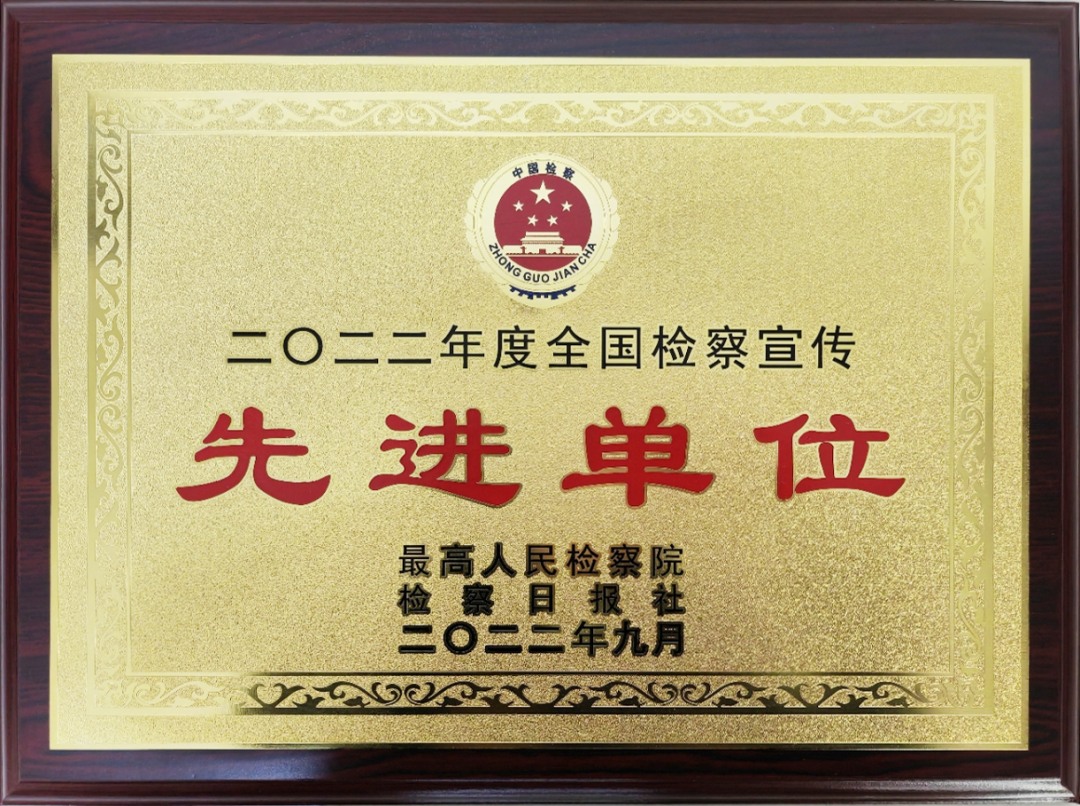 中国检察
ZHONG GUO JIAN CHA
二〇二二年度全国检察宣传
先进单位
最高人民检察院
检察日报社
二〇二二年九月